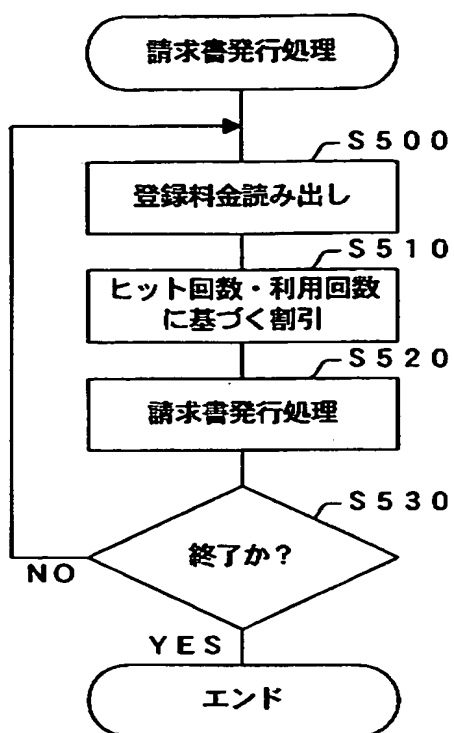 請求書発行処理
S500
登録料金読み出し
S510
ヒット回数・利用回数
に基づく割引
S520
請求書発行処理
S530
終了か?
NO
YES
エンド